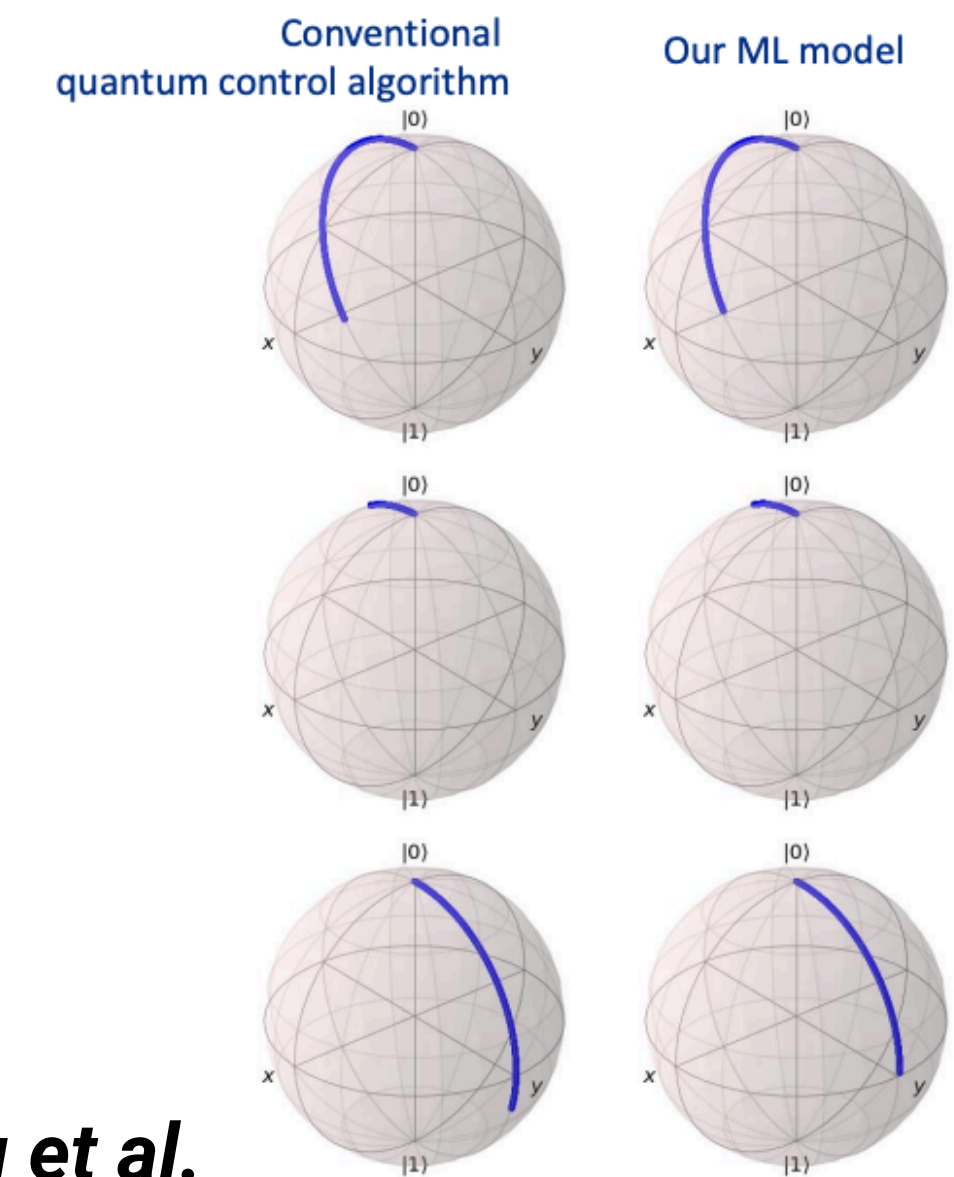 Conventional
quantum control algorithm
Our ML model
|0⟩
|0⟩
x
y
x
y
|1⟩
|1⟩
|0⟩
|0⟩
x
y
x
y
|1⟩
|1⟩
|0⟩
|0⟩
x
y
x
y
et al.
|1⟩
|1⟩